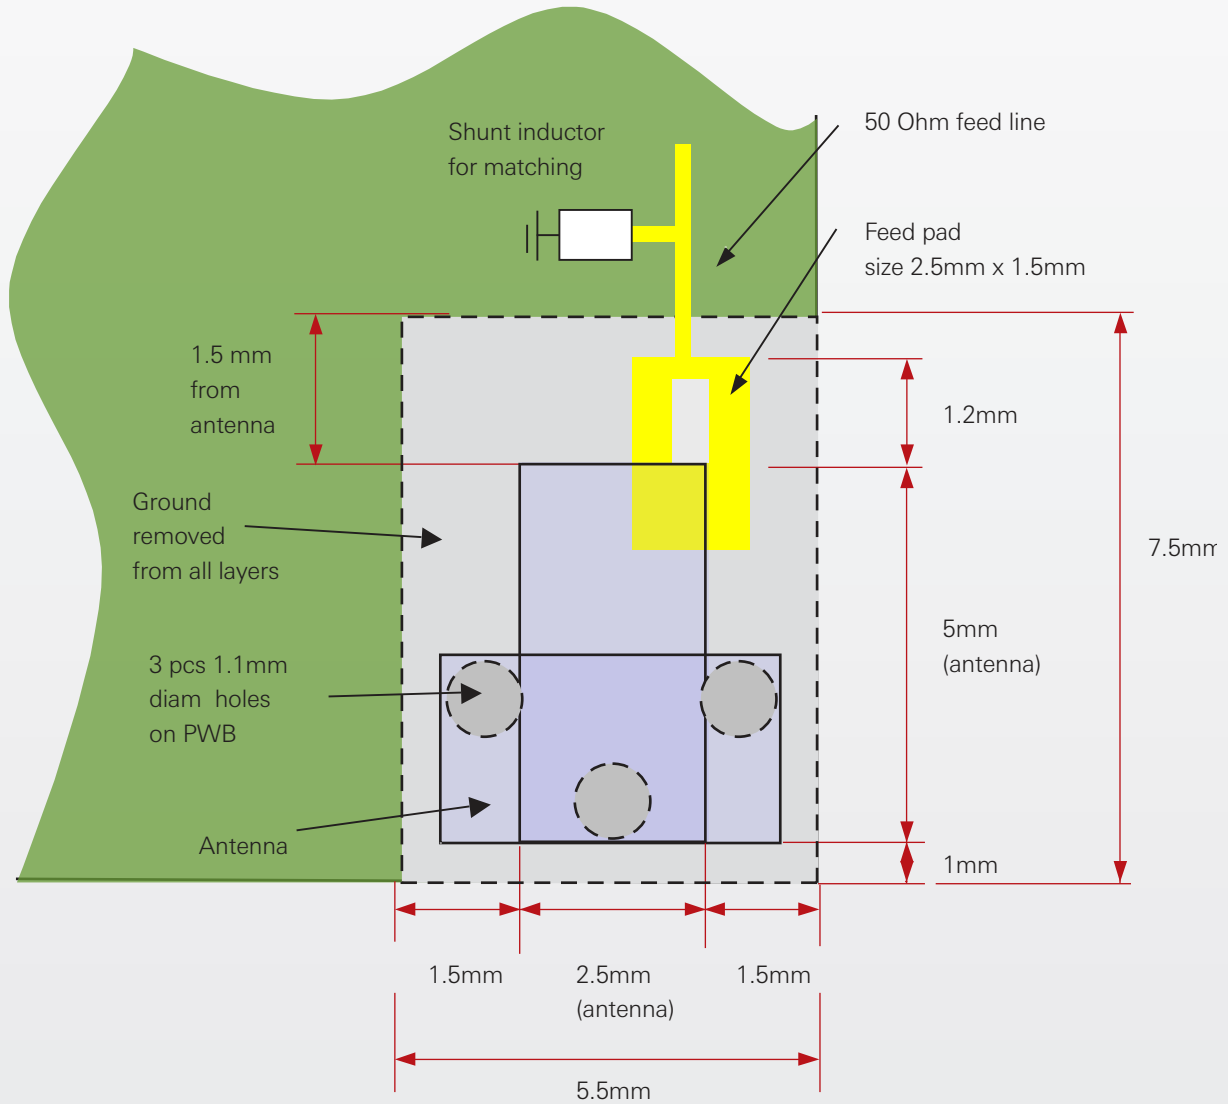 Shunt inductor
for matching
50 Ohm feed line
Feed pad
size 2.5mm x 1.5mm
1.5 mm
from
antenna
1.2mm
Ground
removed
from all layers
7.5mm
5mm
(antenna)
3 pcs 1.1mm
diam holes
on PWB
Antenna
1mm
1.5mm
2.5mm
(antenna)
1.5mm
5.5mm